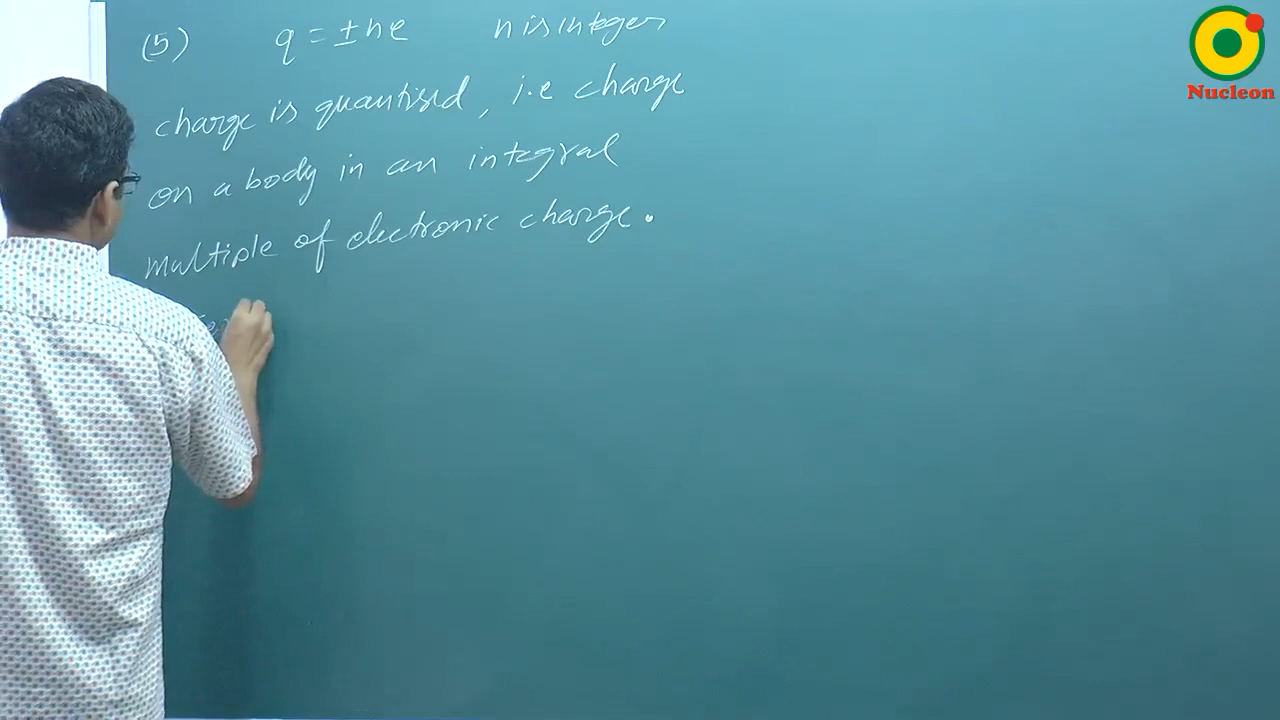 (5) q = ±ne n is integer
charge is quantised, i.e charge
on a body in an integral
multiple of electronic charge.
Nucleon